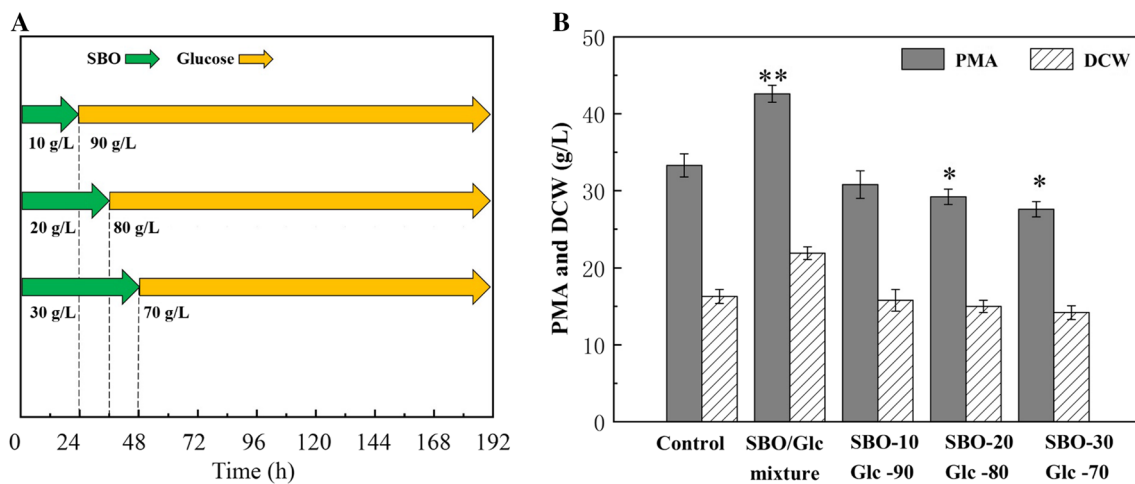 A
SBO Glucose
10 g/L 90 g/L
20 g/L 80 g/L
30 g/L 70 g/L
0 24 48 72 96 120 144 168 192
Time (h)
B
PMA and DCW (g/L)
50
40
30
20
10
0
PMA DCW
**
*
*
Control SBO/Glc SBO-10 SBO-20 SBO-30
mixture Glc -90 Glc -80 Glc -70